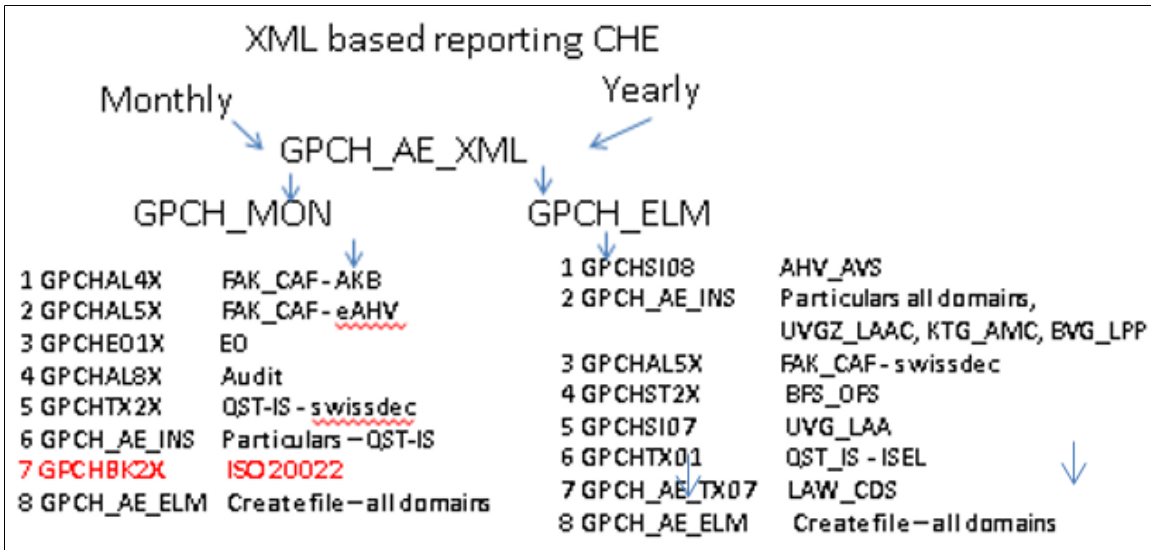 XML based reporting CHE
Monthly
Yearly
GPCH_AE_XML
GPCH_MON
GPCH_ELM
1 GPCHAL4X FAK_CAF - AKB
2 GPCHAL5X FAK_CAF - eAHV
3 GPCHEO1X EO
4 GPCHAL8X Audit
5 GPCHTX2X QST-IS - swissdec
6 GPCH_AE_INS Particulars – QST-IS
7 GPCHBK2X ISO20022
8 GPCH_AE_ELM Create file – all domains
1 GPCHSI08 AHV_AVS
2 GPCH_AE_INS Particulars all domains,
UVGZ_LAAC, KTG_AMC, BVG_LPP
3 GPCHAL5X FAK_CAF - swissdec
4 GPCHST2X BFS_OFS
5 GPCHSI07 UVG_LAA
6 GPCHTX01 QST_IS - ISEL
7 GPCH_AE_TX07 LAW_CDS
8 GPCH_AE_ELM Create file – all domains